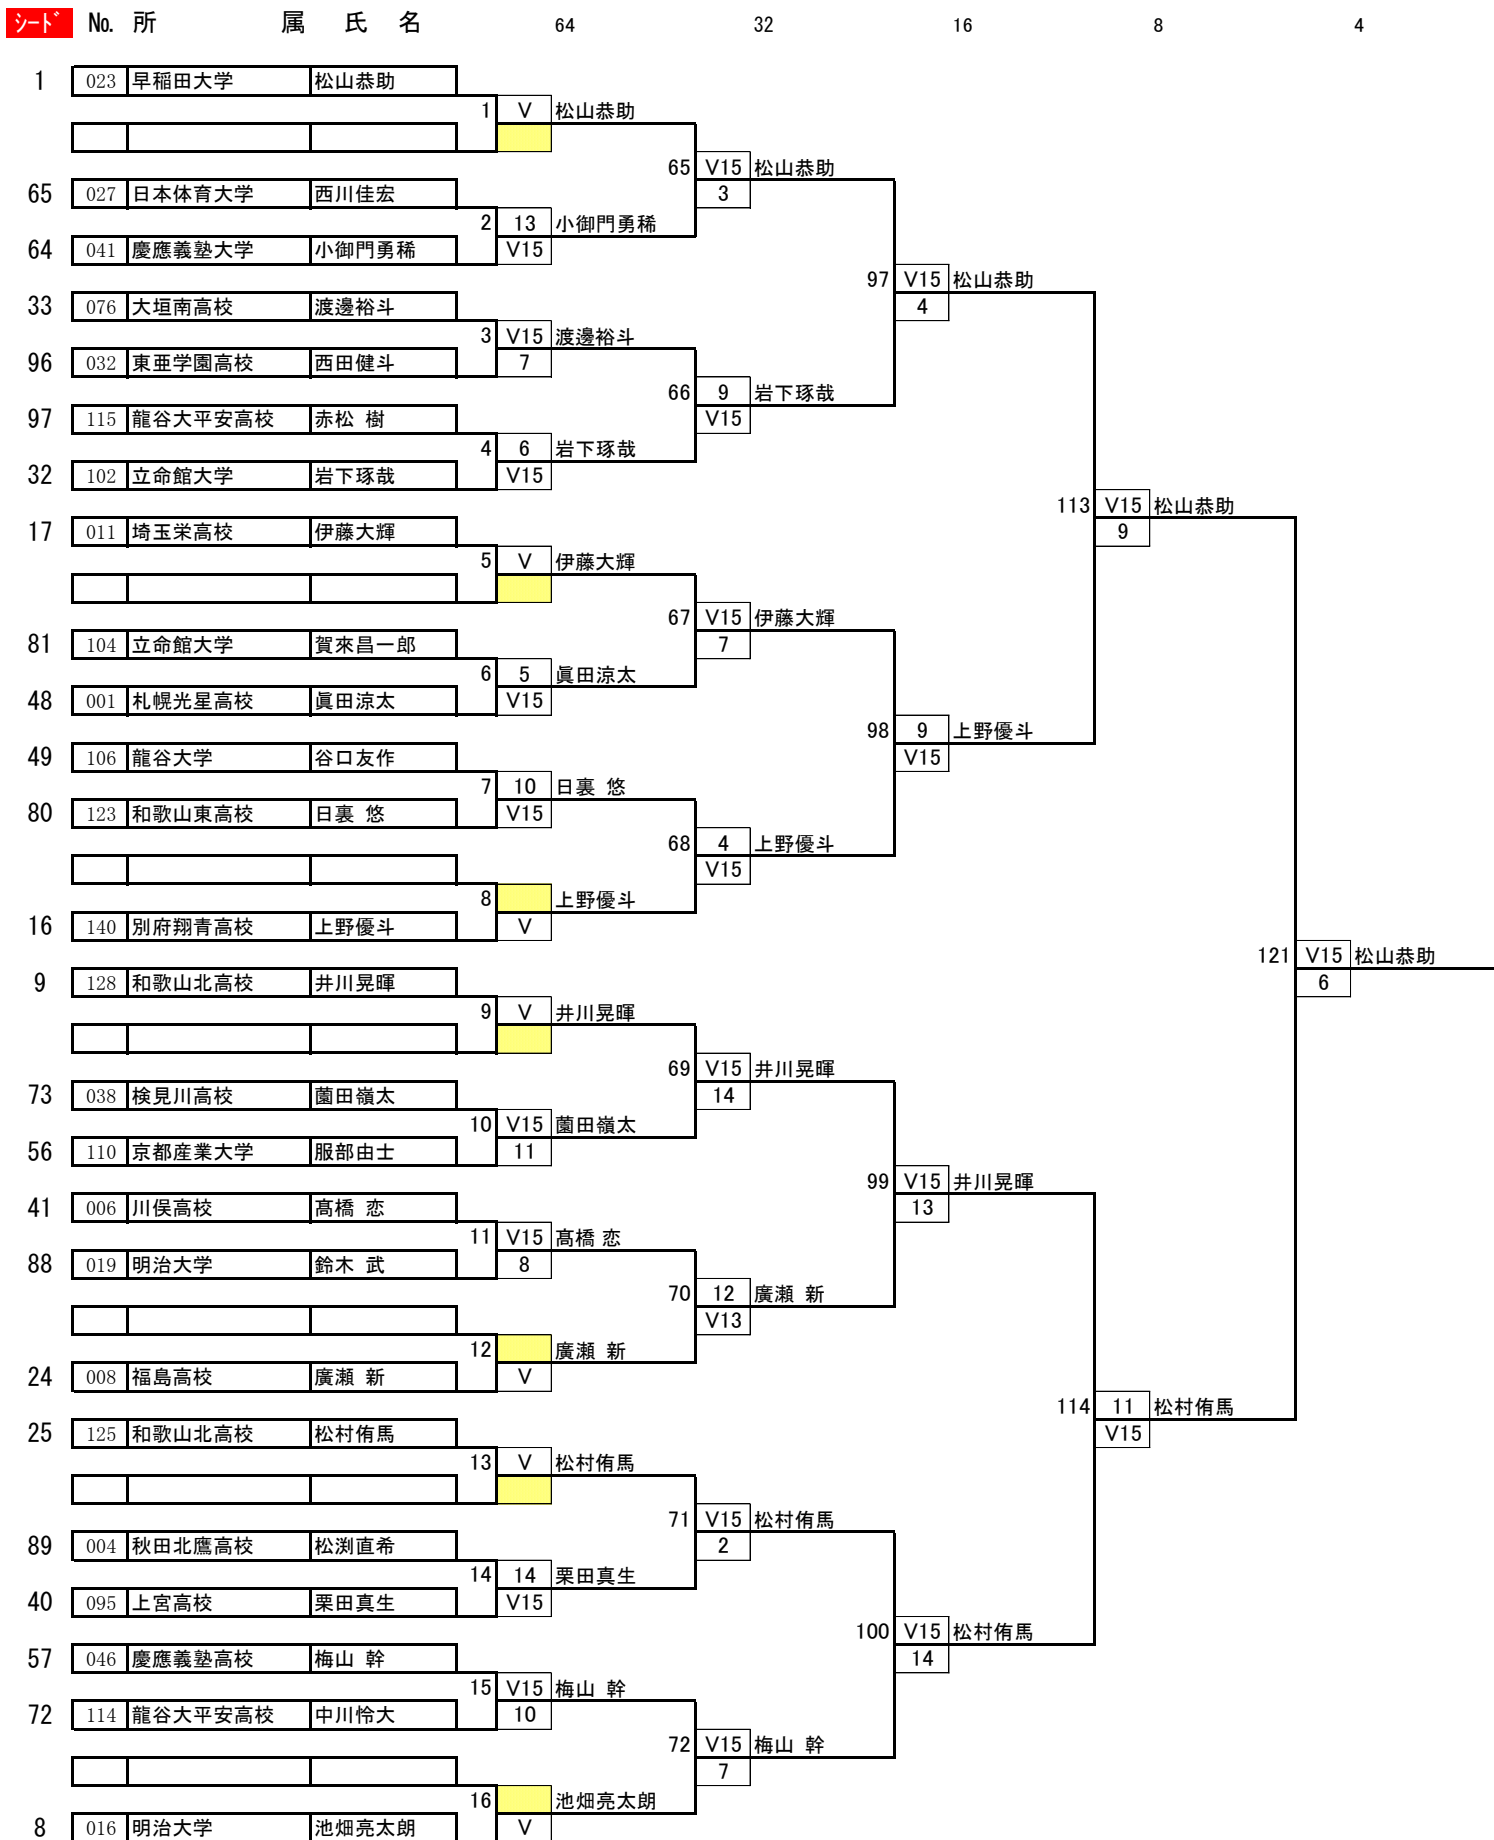 シード No. 所 属 氏 名 64 32 16 8 4
1 023 早稲田大学 松山恭助
1 V 松山恭助
65 V15 松山恭助
3
65 027 日本体育大学 西川佳宏
2 13 小御門勇稀
V15
64 041 慶應義塾大学 小御門勇稀
97 V15 松山恭助
4
33 076 大垣南高校 渡邊裕斗
3 V15 渡邊裕斗
7
96 032 東亜学園高校 西田健斗
66 9 岩下琢哉
V15
97 115 龍谷大平安高校 赤松 樹
4 6 岩下琢哉
V15
32 102 立命館大学 岩下琢哉
113 V15 松山恭助
9
17 011 埼玉栄高校 伊藤大輝
5 V 伊藤大輝
67 V15 伊藤大輝
7
81 104 立命館大学 賀來昌一郎
6 5 眞田涼太
V15
48 001 札幌光星高校 眞田涼太
98 9 上野優斗
V15
49 106 龍谷大学 谷口友作
7 10 日裏 悠
V15
80 123 和歌山東高校 日裏 悠
68 4 上野優斗
V15
8 上野優斗
V
16 140 別府翔青高校 上野優斗
121 V15 松山恭助
6
9 128 和歌山北高校 井川晃暉
9 V 井川晃暉
69 V15 井川晃暉
14
73 038 検見川高校 薗田嶺太
10 V15 薗田嶺太
11
56 110 京都産業大学 服部由士
99 V15 井川晃暉
13
41 006 川俣高校 髙橋 恋
11 V15 髙橋 恋
8
88 019 明治大学 鈴木 武
70 12 廣瀬 新
V13
12 廣瀬 新
V
24 008 福島高校 廣瀬 新
114 11 松村侑馬
V15
25 125 和歌山北高校 松村侑馬
13 V 松村侑馬
71 V15 松村侑馬
2
89 004 秋田北鷹高校 松渕直希
14 14 栗田真生
V15
40 095 上宮高校 栗田真生
100 V15 松村侑馬
14
57 046 慶應義塾高校 梅山 幹
15 V15 梅山 幹
10
72 114 龍谷大平安高校 中川怜大
72 V15 梅山 幹
7
16 池畑亮太朗
V
8 016 明治大学 池畑亮太朗